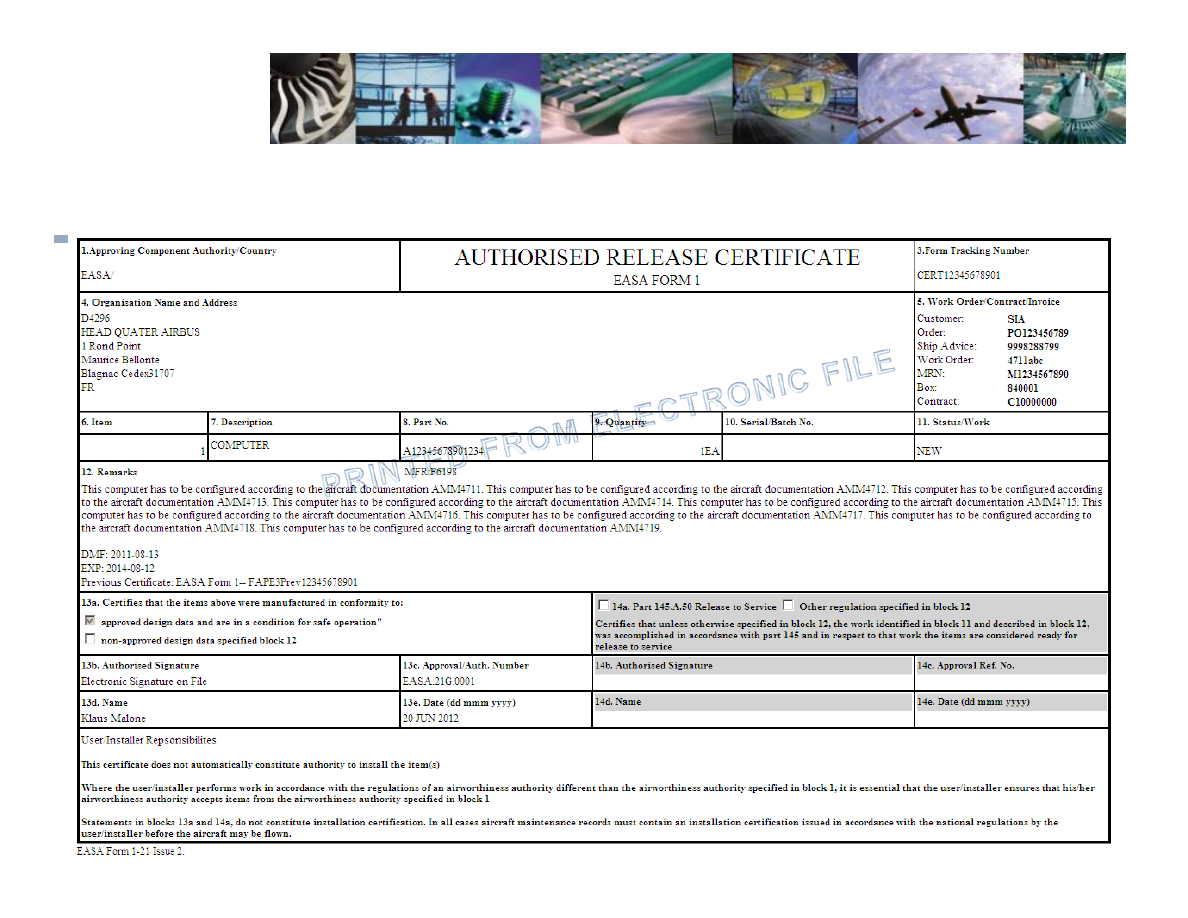 1.Approving Component Authority/Country
AUTHORISED RELEASE CERTIFICATE
3.Form Tracking Number
EASA/
EASA FORM 1
CERT12345678901
4. Organisation Name and Address
D4296
HEAD QUATER AIRBUS
1 Rond Point
Maurice Bellonte
Blagnac Cedex31707
FR
5. Work Order/Contract/Invoice
Customer: SIA
Order: PO123456789
Ship Advice: 9998288799
Work Order: 4711abc
MRN: M1234567890
Box: 840001
Contract: C10000000
PRINTED FROM ELECTRONIC FILE
6. Item 7. Description 8. Part No. 9. Quantity 10. Serial/Batch No. 11. Status/Work
1 COMPUTER A12345678901234 1EA NEW
12. Remarks MFR:F6198
This computer has to be configured according to the aircraft documentation AMM4711. This computer has to be configured according to the aircraft documentation AMM4712. This computer has to be configured according
to the aircraft documentation AMM4713. This computer has to be configured according to the aircraft documentation AMM4714. This computer has to be configured according to the aircraft documentation AMM4715. This
computer has to be configured according to the aircraft documentation AMM4716. This computer has to be configured according to the aircraft documentation AMM4717. This computer has to be configured according to
the aircraft documentation AMM4718. This computer has to be configured according to the aircraft documentation AMM4719.
DMF: 2011-08-13
EXP: 2014-08-12
Previous Certificate: EASA Form 1-- FAPE3Prev12345678901
13a. Certifies that the items above were manufactured in conformity to:
approved design data and are in a condition for safe operation"
non-approved design data specified block 12
14a. Part 145.A.50 Release to Service Other regulation specified in block 12
Certifies that unless otherwise specified in block 12, the work identified in block 11 and described in block 12,
was accomplished in accordance with part 145 and in respect to that work the items are considered ready for
release to service
13b. Authorised Signature 13c. Approval/Auth. Number 14b. Authorised Signature 14c. Approval Ref. No.
Electronic Signature on File EASA.21G.0001
13d. Name 13e. Date (dd mmm yyyy) 14d. Name 14e. Date (dd mmm yyyy)
Klaus Malone 20 JUN 2012
User/Installer Repsonsibilites
This certificate does not automatically constitute authority to install the item(s)
Where the user/installer performs work in accordance with the regulations of an airworthiness authority different than the airworthiness authority specified in block 1, it is essential that the user/installer ensures that his/her
airworthiness authority accepts items from the airworthiness authority specified in block 1
Statements in blocks 13a and 14a, do not constitute installation certification. In all cases aircraft maintenance records must contain an installation certification issued in accordance with the national regulations by the
user/installer before the aircraft may be flown.
EASA Form 1-21 Issue 2.